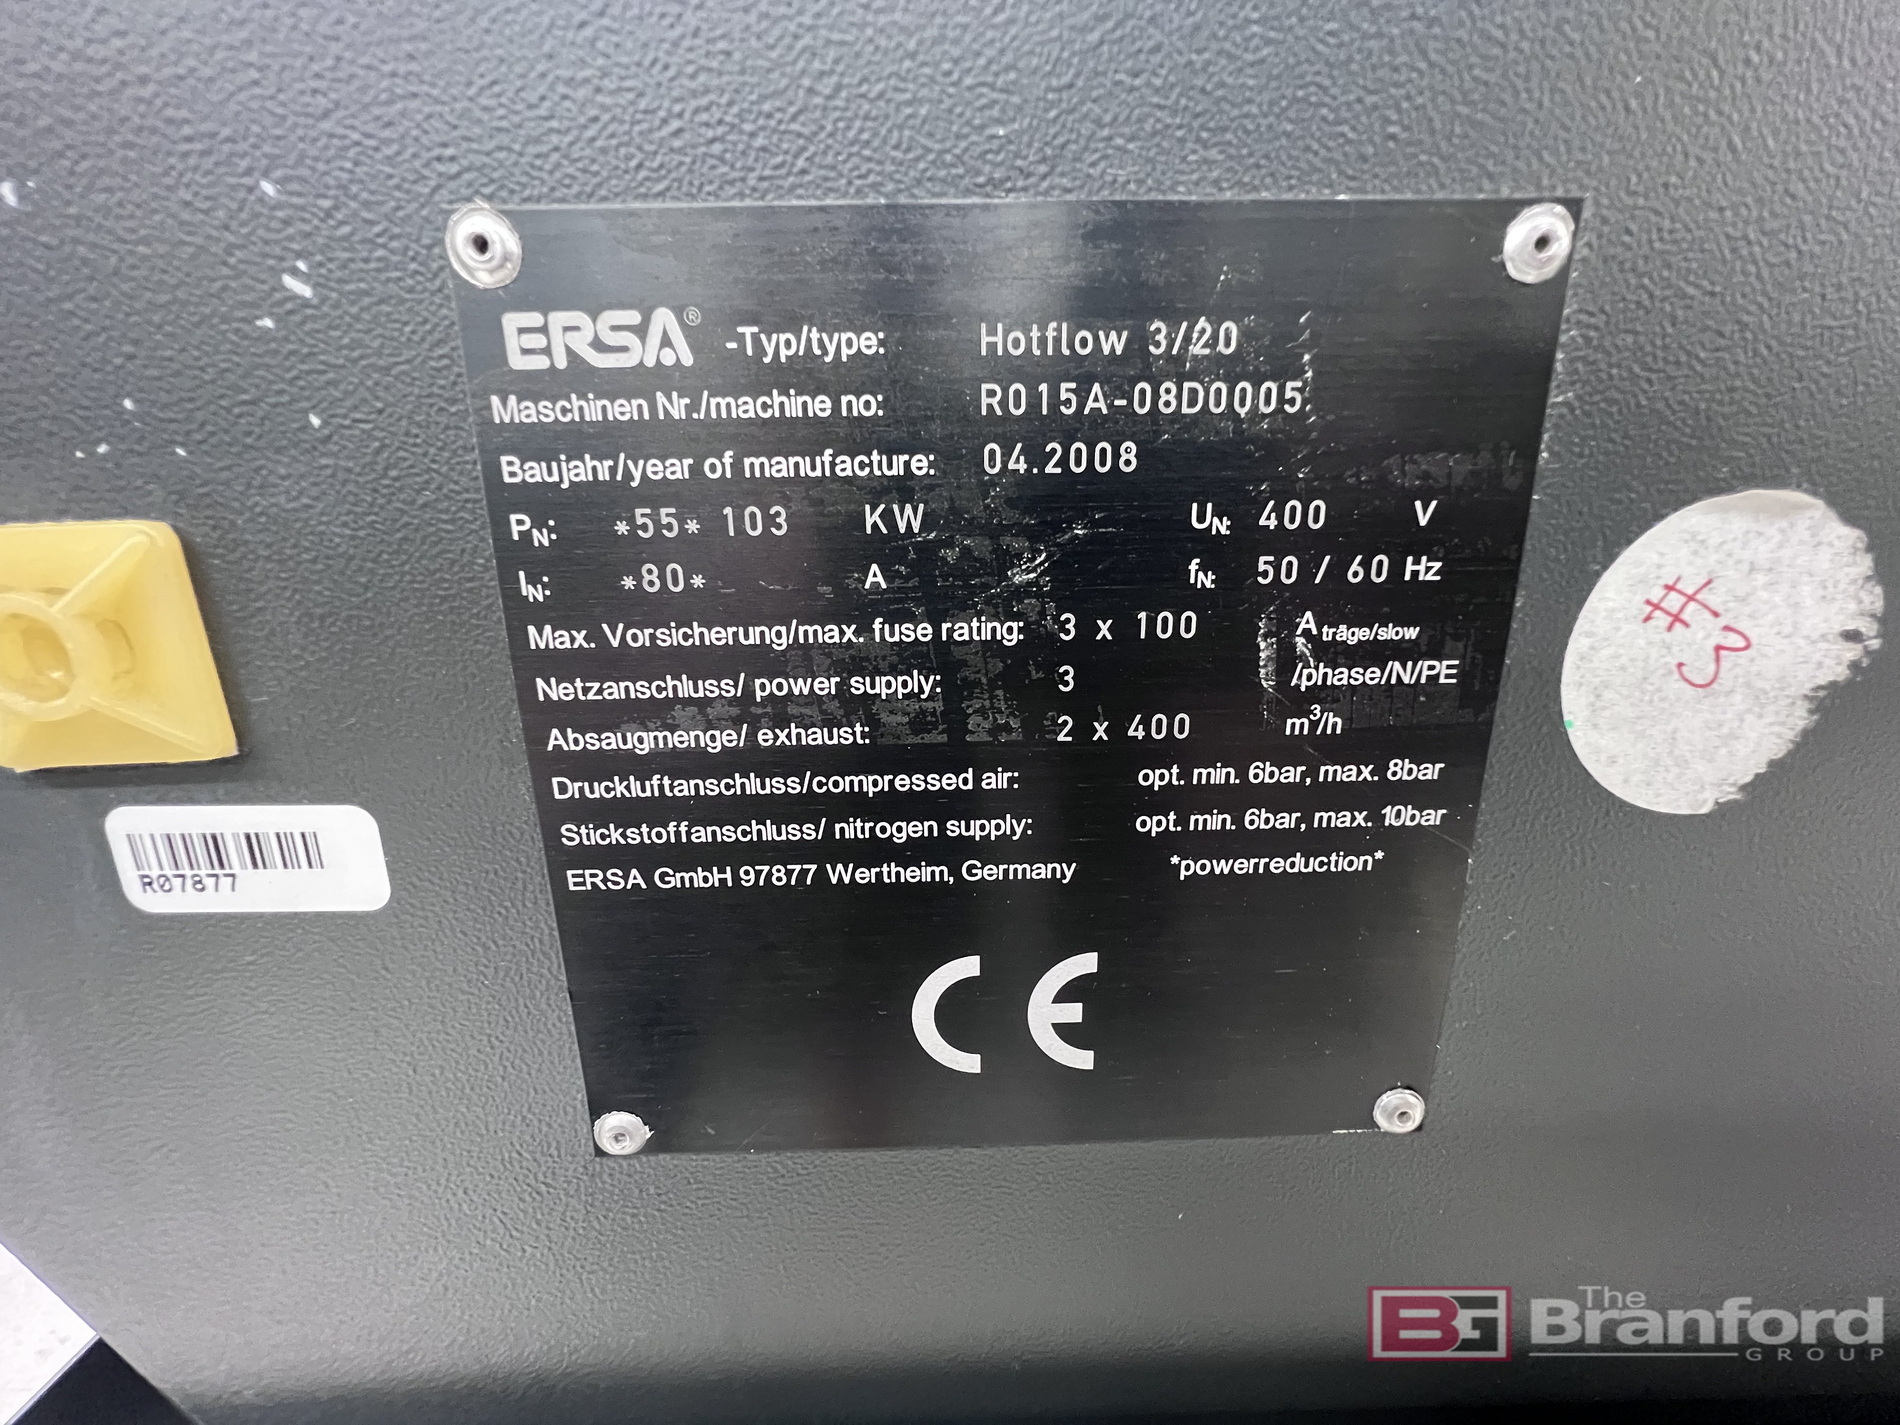 ERSA® -Typ/type: Hotflow 3/20
Maschinen Nr./machine no: R015A-08D0005
Baujahr/year of manufacture: 04.2008
PN: *55* 103 KW UN: 400 V
IN: *80* A fN: 50 / 60 Hz
Max. Vorsicherung/max. fuse rating: 3 x 100 A träge/slow
Netzanschluss/ power supply: 3 /phase/N/PE
Absaugmenge/ exhaust: 2 x 400 m³/h
Druckluftanschluss/compressed air: opt. min. 6bar, max. 8bar
Stickstoffanschluss/ nitrogen supply: opt. min. 6bar, max. 10bar
ERSA GmbH 97877 Wertheim, Germany *powerreduction*
CE
R07877
#3
BG The
Branford
GROUP